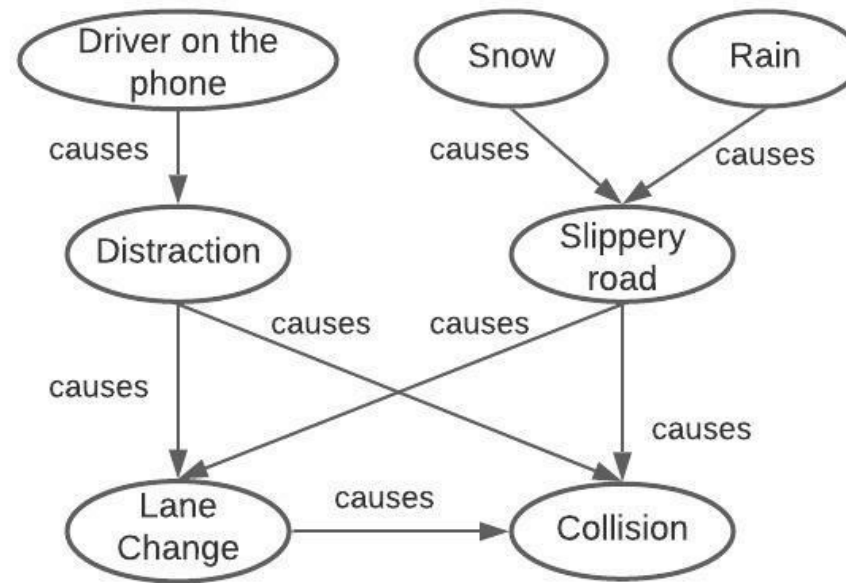 Driver on the
phone
Snow
Rain
causes
causes
causes
Distraction
Slippery
road
causes
causes
causes
causes
Lane
Change
causes
Collision